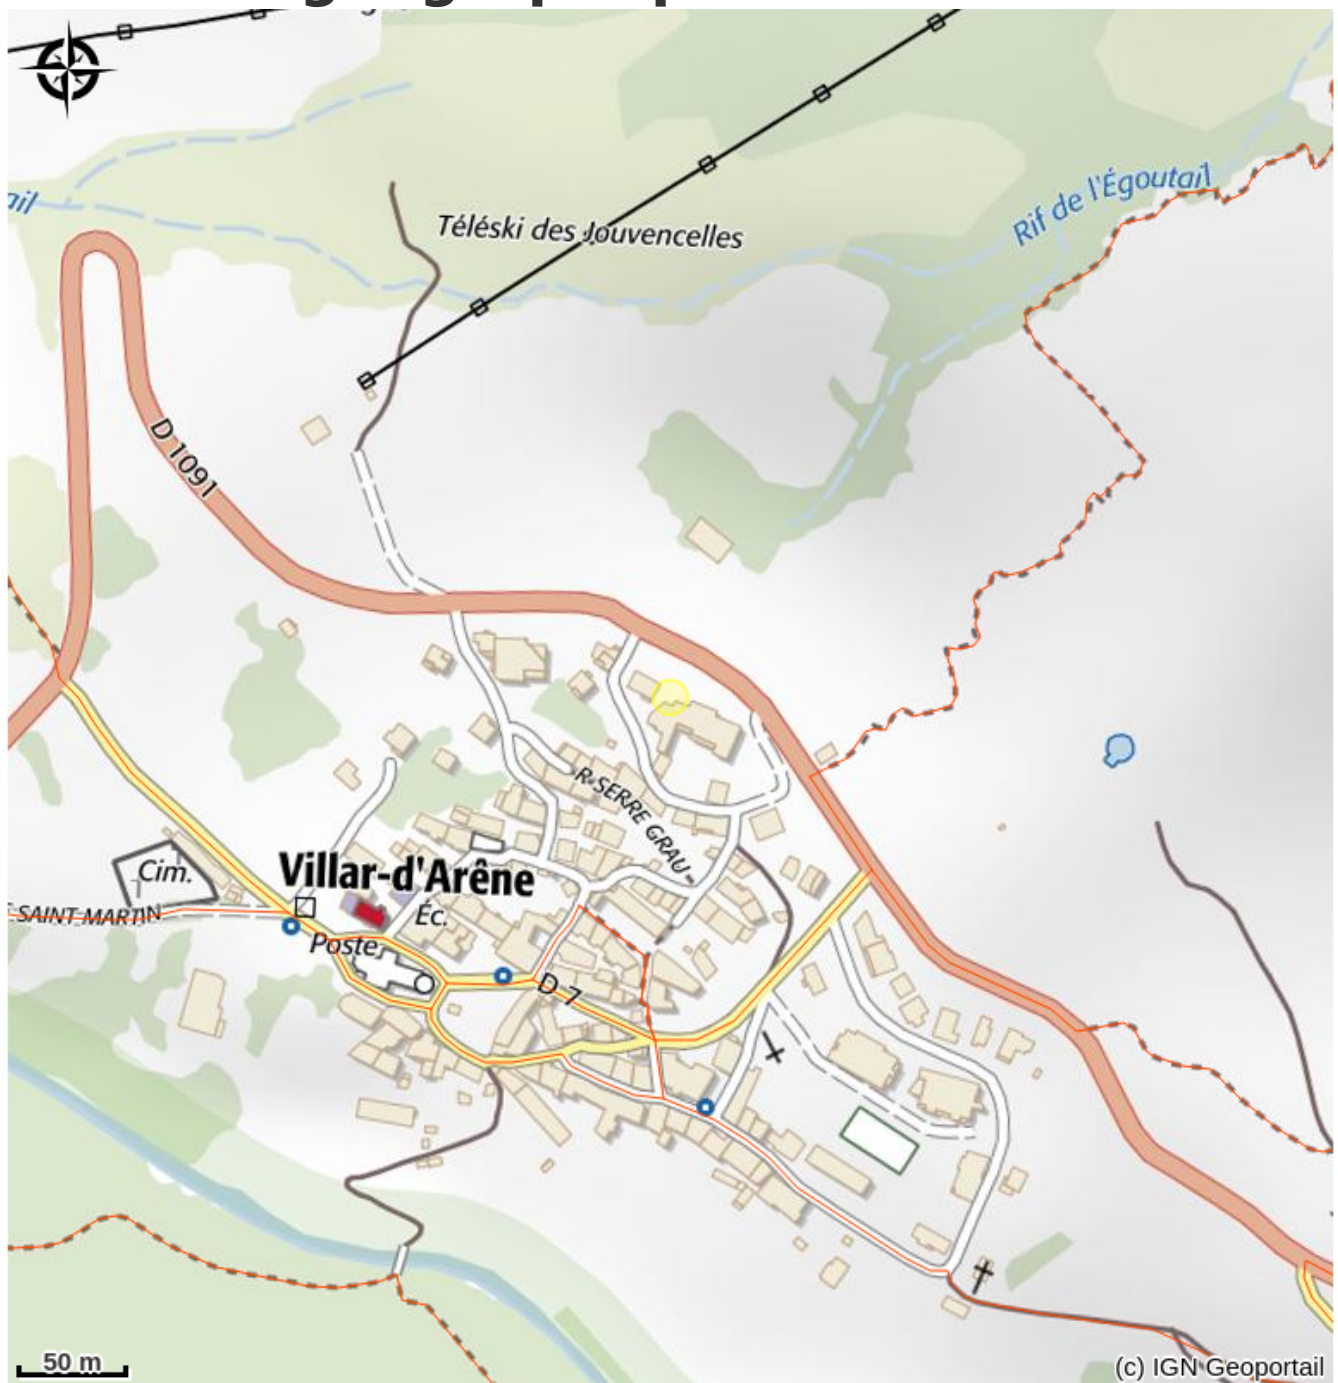 Téléski des Jouvencelles
Rif de l'Égoutail
ail
D 1091
R. SERRE GRAU
Cim.
Villar-d'Arêne
Éc.
SAINT MARTIN
Poste
D 7
50 m
(c) IGN Geoportail